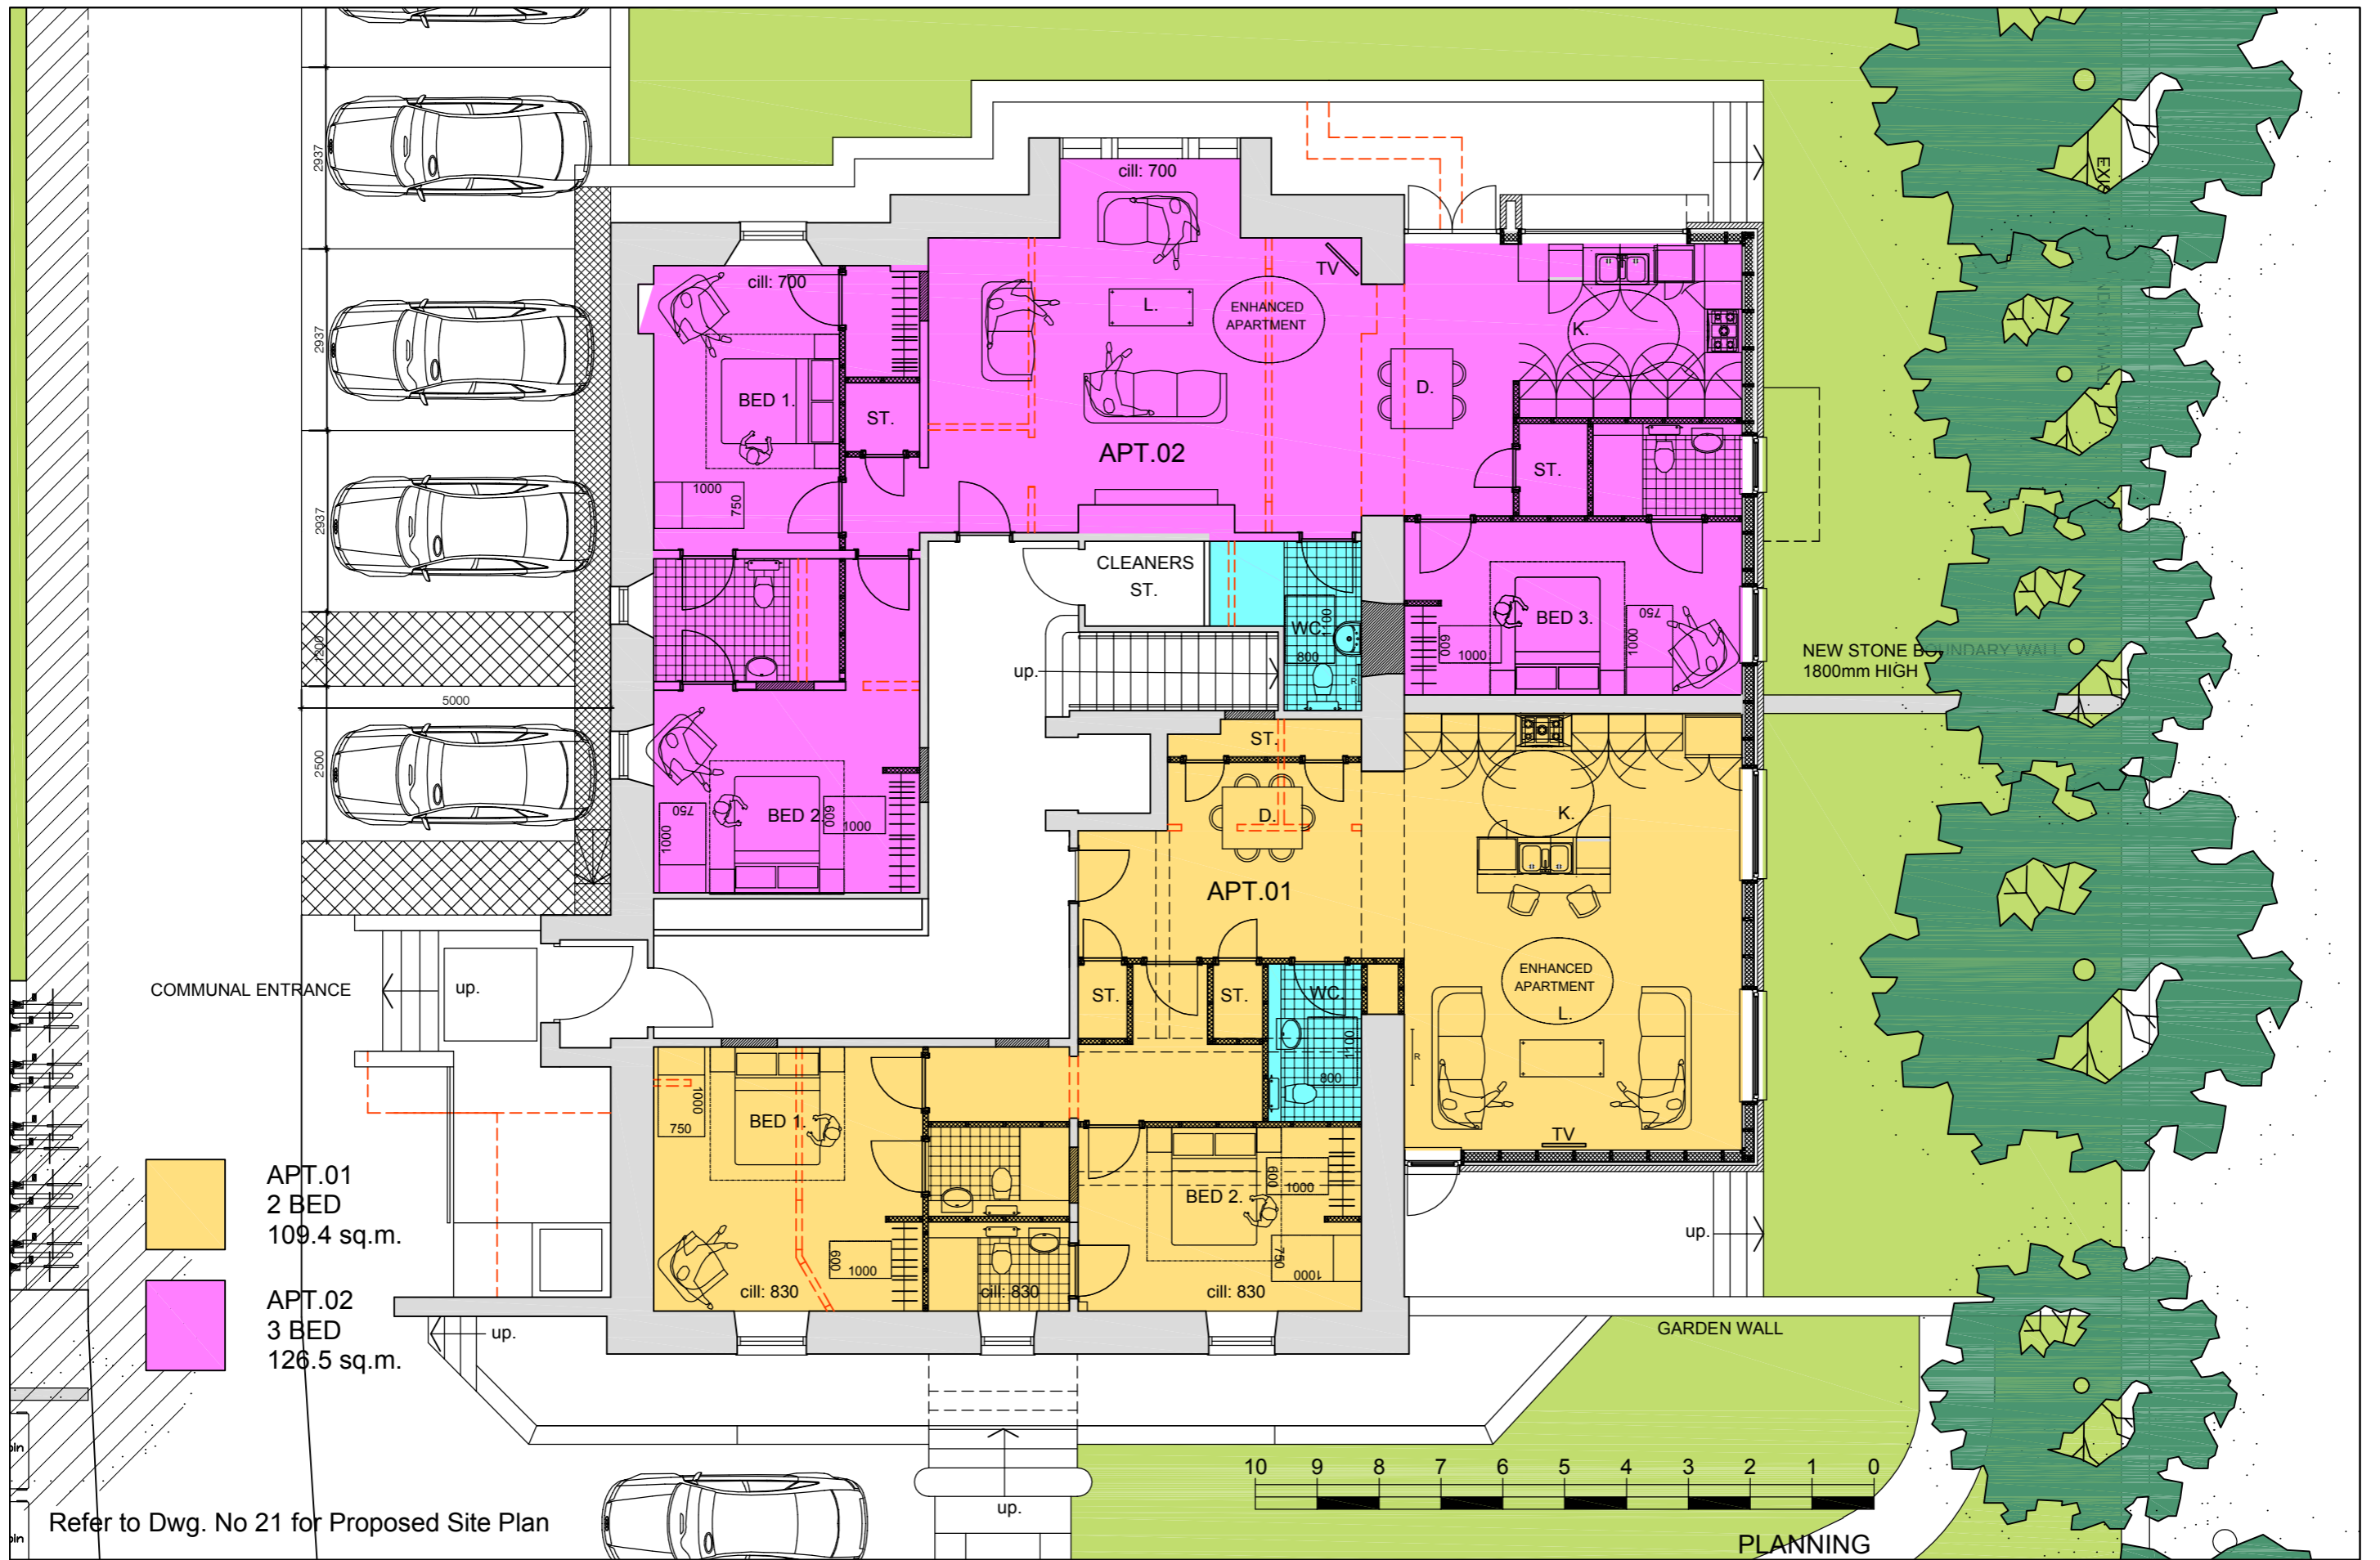 2937
2937
2937
1200
5000
2500
cill: 700
TV
L.
ENHANCED
APARTMENT
cill: 700
K.
D.
BED 1.
ST.
APT.02
ST.
1000
750
CLEANERS
ST.
WC.
1100
800
R
BED 3.
600
1000
750
1000
up.
NEW STONE BOUNDARY WALL
1800mm HIGH
ST.
BED 2.
750
1000
600
1000
D.
K.
APT.01
ENHANCED
APARTMENT
L.
COMMUNAL ENTRANCE
up.
ST.
ST.
WC.
1100
800
R
BED 1.
1000
750
TV
BED 2.
600
1000
750
1000
600
1000
cill: 830
cill: 830
cill: 830
up.
APT.01
2 BED
109.4 sq.m.
APT.02
3 BED
126.5 sq.m.
up.
GARDEN WALL
10 9 8 7 6 5 4 3 2 1 0
up.
Refer to Dwg. No 21 for Proposed Site Plan
PLANNING